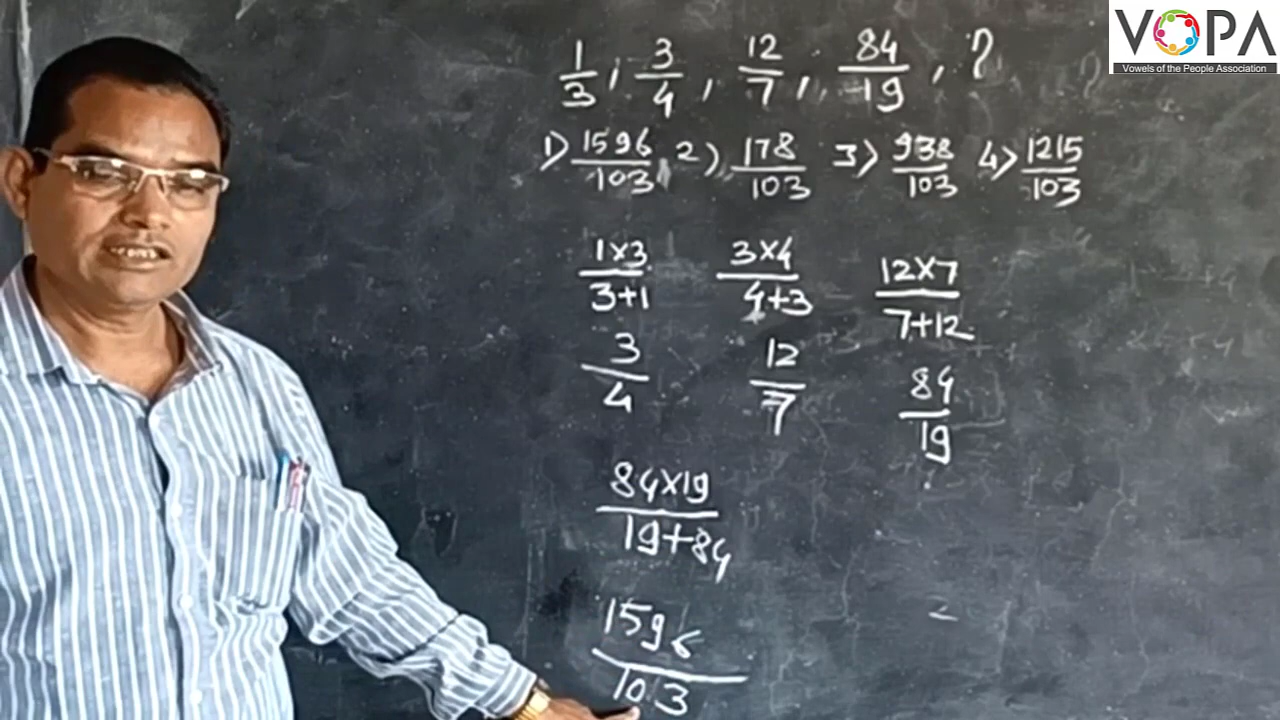 VOPA
Vowels of the People Association
1/3, 3/4, 12/7, 84/19, ?
1) 1596/103 2) 178/103 3) 938/103 4) 1215/103
1×3/3+1 3×4/4+3 12×7/7+12
3/4 12/7 84/19
84×19/19+84
1596/103